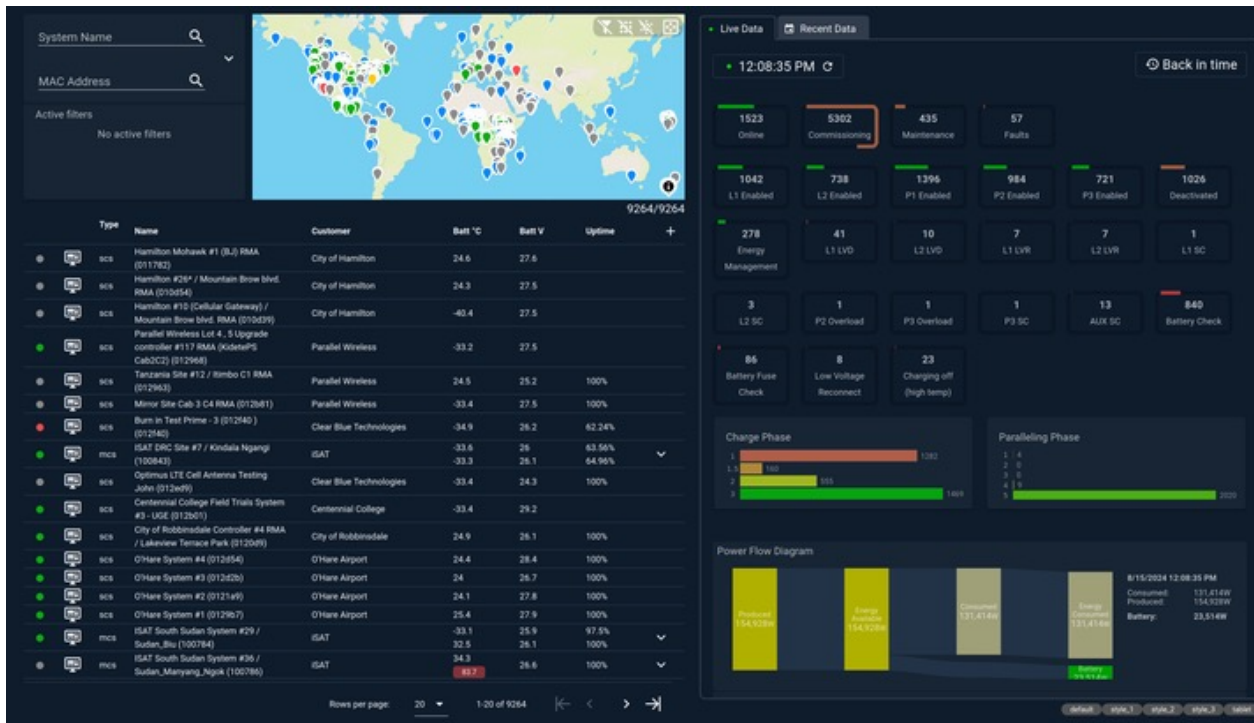 System Name
MAC Address
Active filters
No active filters
9264/9264
Type Name Customer Batt °C Batt V Uptime +
scs Hamilton Mohawk #1 (BJ) RMA (011782) City of Hamilton 24.6 27.6
scs Hamilton #26* / Mountain Brow blvd. RMA (010d54) City of Hamilton 24.3 27.5
scs Hamilton #10 (Cellular Gateway) / Mountain Brow blvd. RMA (010d39) City of Hamilton -40.4 27.5
scs Parallel Wireless Lot 4, 5 Upgrade controller #117 RMA (KidetePS Cab2C2) (012968) Parallel Wireless -33.2 27.5
scs Tanzania Site #12 / Itimbo C1 RMA (012963) Parallel Wireless 24.5 25.2 100%
scs Mirror Site Cab 3 C4 RMA (012b81) Parallel Wireless -33.4 27.5 100%
scs Burn in Test Prime - 3 (012f40 ) (012f40) Clear Blue Technologies -34.9 26.2 62.24%
mcs ISAT DRC Site #7 / Kindala Ngangi (100843) iSAT -33.6 26 63.56%
-33.3 26.1 64.96%
scs Optimus LTE Cell Antenna Testing John (012ed9) Clear Blue Technologies -33.4 24.3 100%
scs Centennial College Field Trials System #3 - UGE (012b01) Centennial College -33.4 29.2
scs City of Robbinsdale Controller #4 RMA / Lakeview Terrace Park (0120d9) City of Robbinsdale 24.9 26.1 100%
scs O'Hare System #4 (012d54) O'Hare Airport 24.4 28.4 100%
scs O'Hare System #3 (012d2b) O'Hare Airport 24 26.7 100%
scs O'Hare System #2 (0121a9) O'Hare Airport 24.1 27.8 100%
scs O'Hare System #1 (0129b7) O'Hare Airport 25.4 27.9 100%
mcs ISAT South Sudan System #29 / Sudan_Biu (100784) iSAT -33.1 25.9 97.5%
32.5 26.1 100%
mcs ISAT South Sudan System #36 / Sudan_Manyang_Ngok (100786) iSAT 34.3 26.6 100%
83.7
Rows per page: 20 1-20 of 9264
Live Data Recent Data
12:08:35 PM Back in time
1523 5302 435 57
Online Commissioning Maintenance Faults
1042 738 1396 984 721 1026
L1 Enabled L2 Enabled P1 Enabled P2 Enabled P3 Enabled Deactivated
278 41 10 7 7 1
Energy Management L1 LVD L2 LVD L1 LVR L2 LVR L1 SC
3 1 1 1 13 840
L2 SC P2 Overload P3 Overload P3 SC AUX SC Battery Check
86 8 23
Battery Fuse Check Low Voltage Reconnect Charging off (high temp)
Charge Phase
1 1282
1.5 160
2 555
3 1469
Paralleling Phase
1 4
2 0
3 0
4 9
5 2020
Power Flow Diagram
Produced 154,928w
Energy Available 154,928w
Consumed 131,414w
Energy Consumed 131,414w
Battery 23,514w
8/15/2024 12:08:35 PM
Consumed: 131,414W
Produced: 154,928W
Battery: 23,514W
default style_1 style_2 style_3 tablet